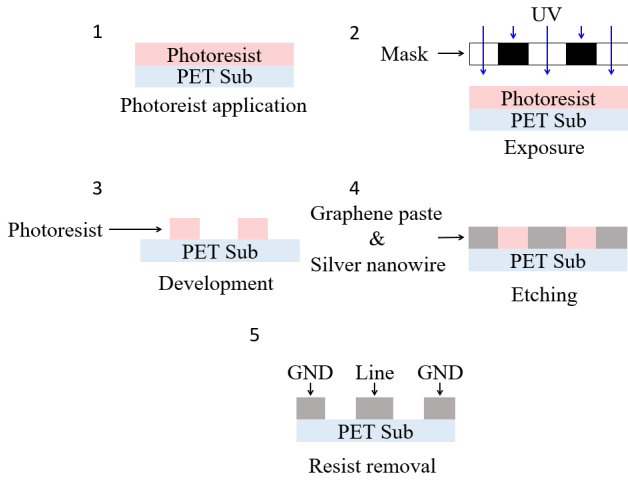 1
Photoresist
PET Sub
Photoreist application
2
UV
Mask
Photoresist
PET Sub
Exposure
3
Photoresist
PET Sub
Development
4
Graphene paste
&
Silver nanowire
PET Sub
Etching
5
GND
Line
GND
PET Sub
Resist removal